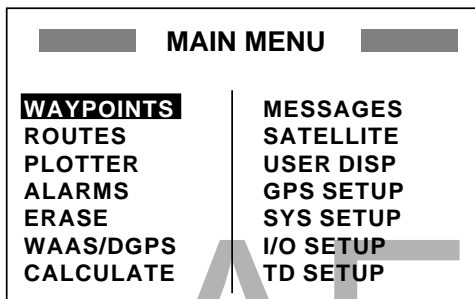 MAIN MENU
WAYPOINTS
ROUTES
PLOTTER
ALARMS
ERASE
WAAS/DGPS
CALCULATE
MESSAGES
SATELLITE
USER DISP
GPS SETUP
SYS SETUP
I/O SETUP
TD SETUP